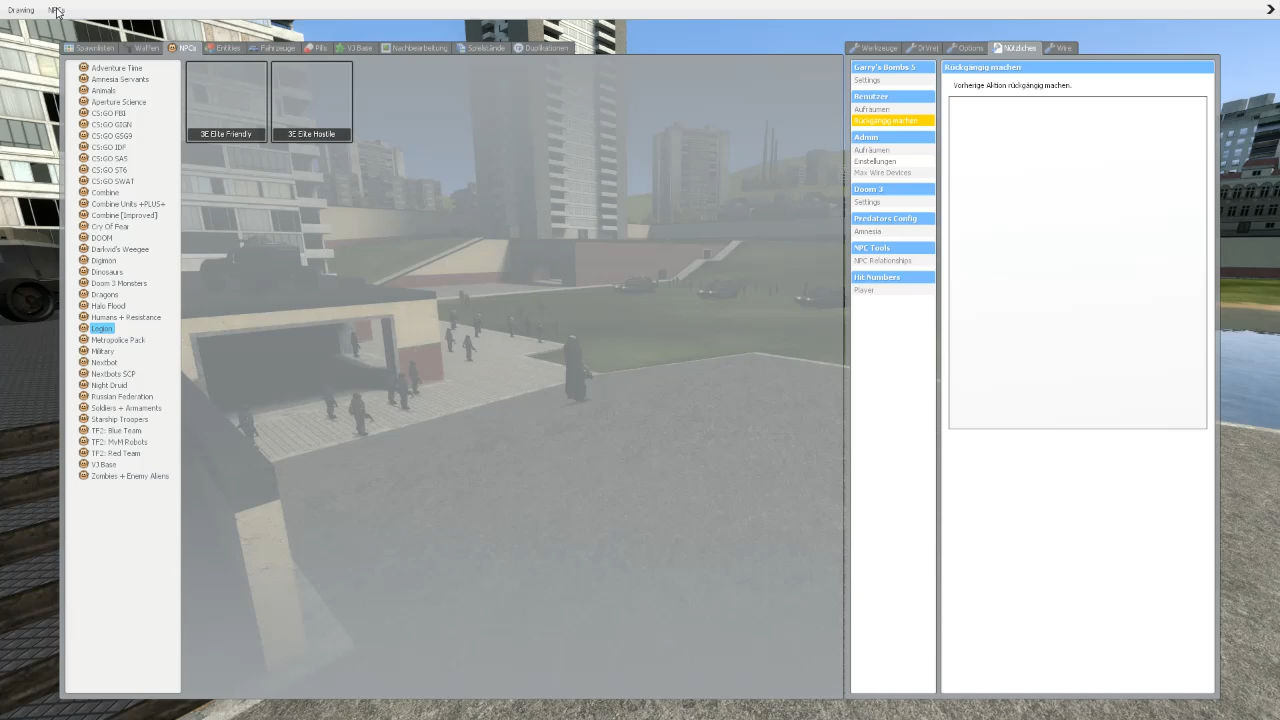 Drawing NPCs
Spawnlisten Waffen NPCs Entities Fahrzeuge Pills VJ Base Nachbearbeitung Spielstände Duplikationen
Werkzeuge DrVrej Options Nützliches Wire
Adventure Time
Amnesia Servants
Animals
Aperture Science
CS:GO FBI
CS:GO GIGN
CS:GO GSG9
CS:GO IDF
CS:GO SAS
CS:GO ST6
CS:GO SWAT
Combine
Combine Units +PLUS+
Combine [Improved]
Cry Of Fear
DOOM
Darkvid's Weegee
Digimon
Dinosaurs
Doom 3 Monsters
Dragons
Halo Flood
Humans + Resistance
Legion
Metropolice Pack
Military
Nextbot
Nextbots SCP
Night Druid
Russian Federation
Soldiers + Armaments
Starship Troopers
TF2: Blue Team
TF2: MvM Robots
TF2: Red Team
VJ Base
Zombies + Enemy Aliens
3E Elite Friendly
3E Elite Hostile
Garry's Bombs 5
Settings
Benutzer
Aufräumen
Rückgängig machen
Admin
Aufräumen
Einstellungen
Max Wire Devices
Doom 3
Settings
Predators Config
Amnesia
NPC Tools
NPC Relationships
Hit Numbers
Player
Rückgängig machen
Vorherige Aktion rückgängig machen.